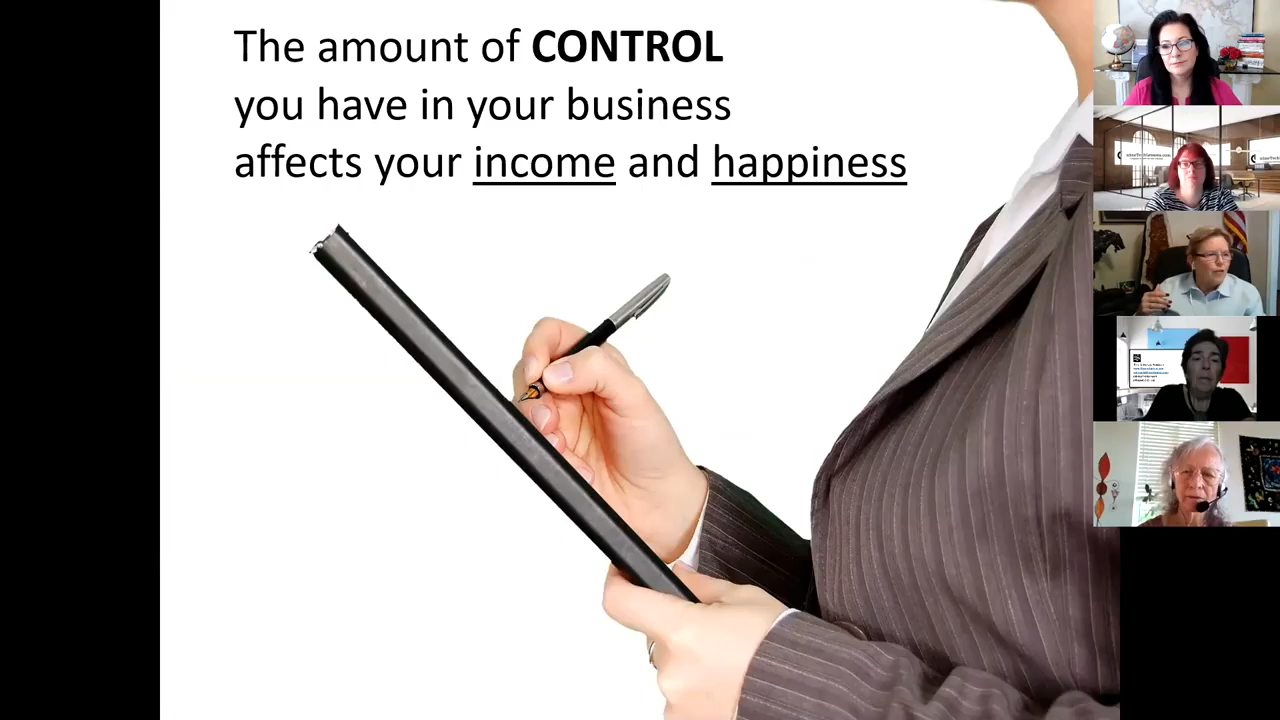 The amount of CONTROL
you have in your business
affects your income and happiness